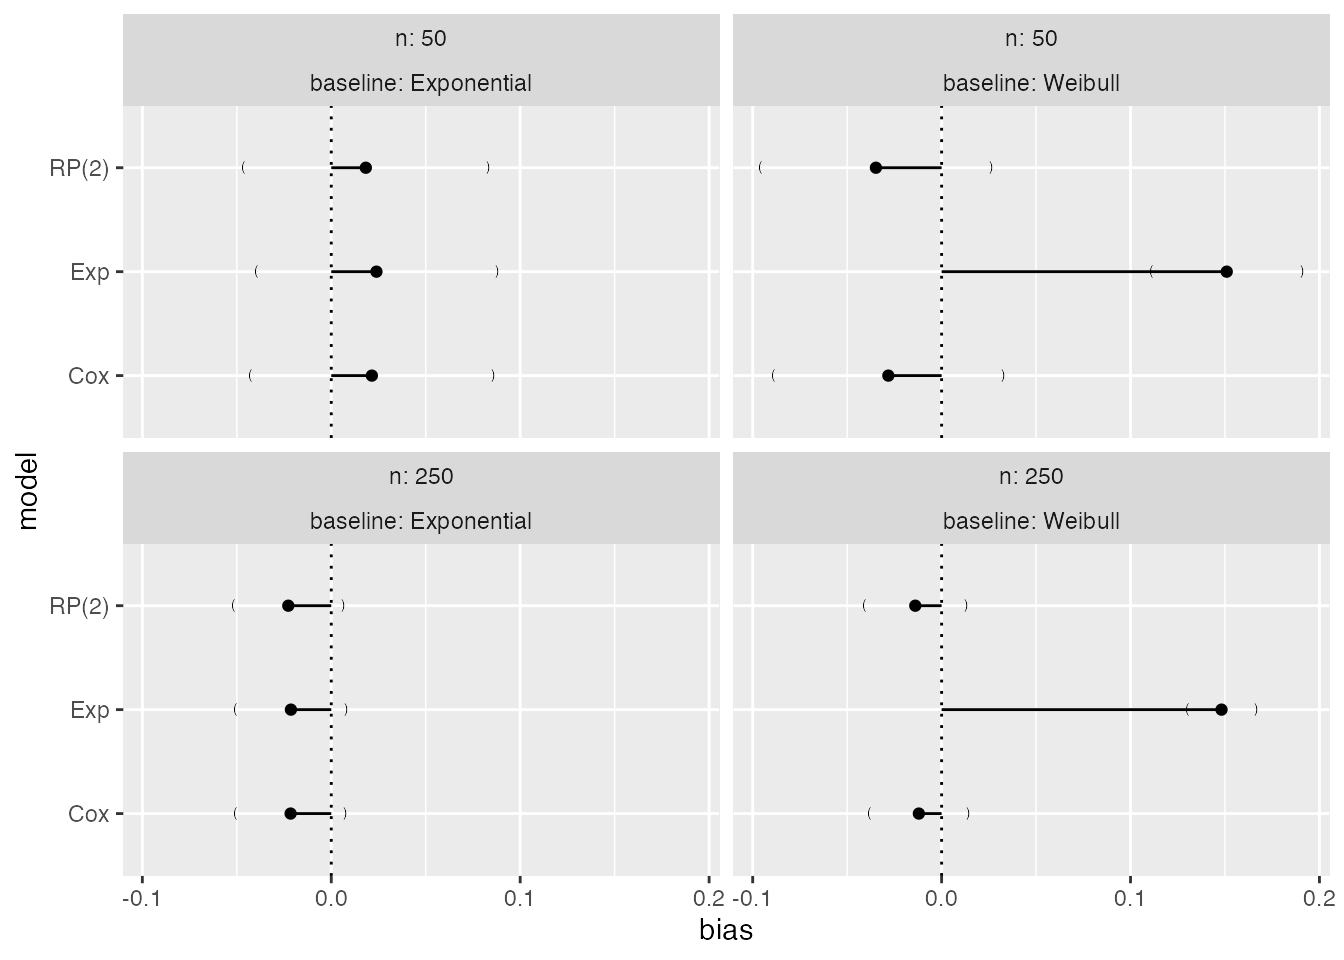 n: 50
baseline: Exponential
n: 50
baseline: Weibull
RP(2)
( )
( )
Exp
( )
( )
Cox
( )
( )
model
n: 250
baseline: Exponential
n: 250
baseline: Weibull
RP(2)
( )
( )
Exp
( )
( )
Cox
( )
( )
-0.1 0.0 0.1 0.2
-0.1 0.0 0.1 0.2
bias